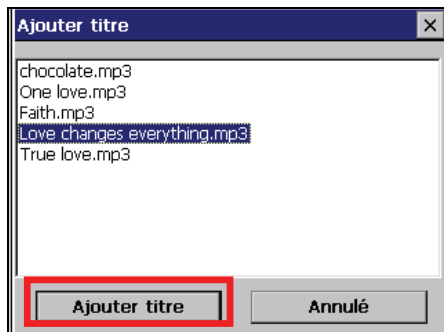 Ajouter titre
chocolate.mp3
One love.mp3
Faith.mp3
Love changes everything.mp3
True love.mp3
Ajouter titre
Annulé